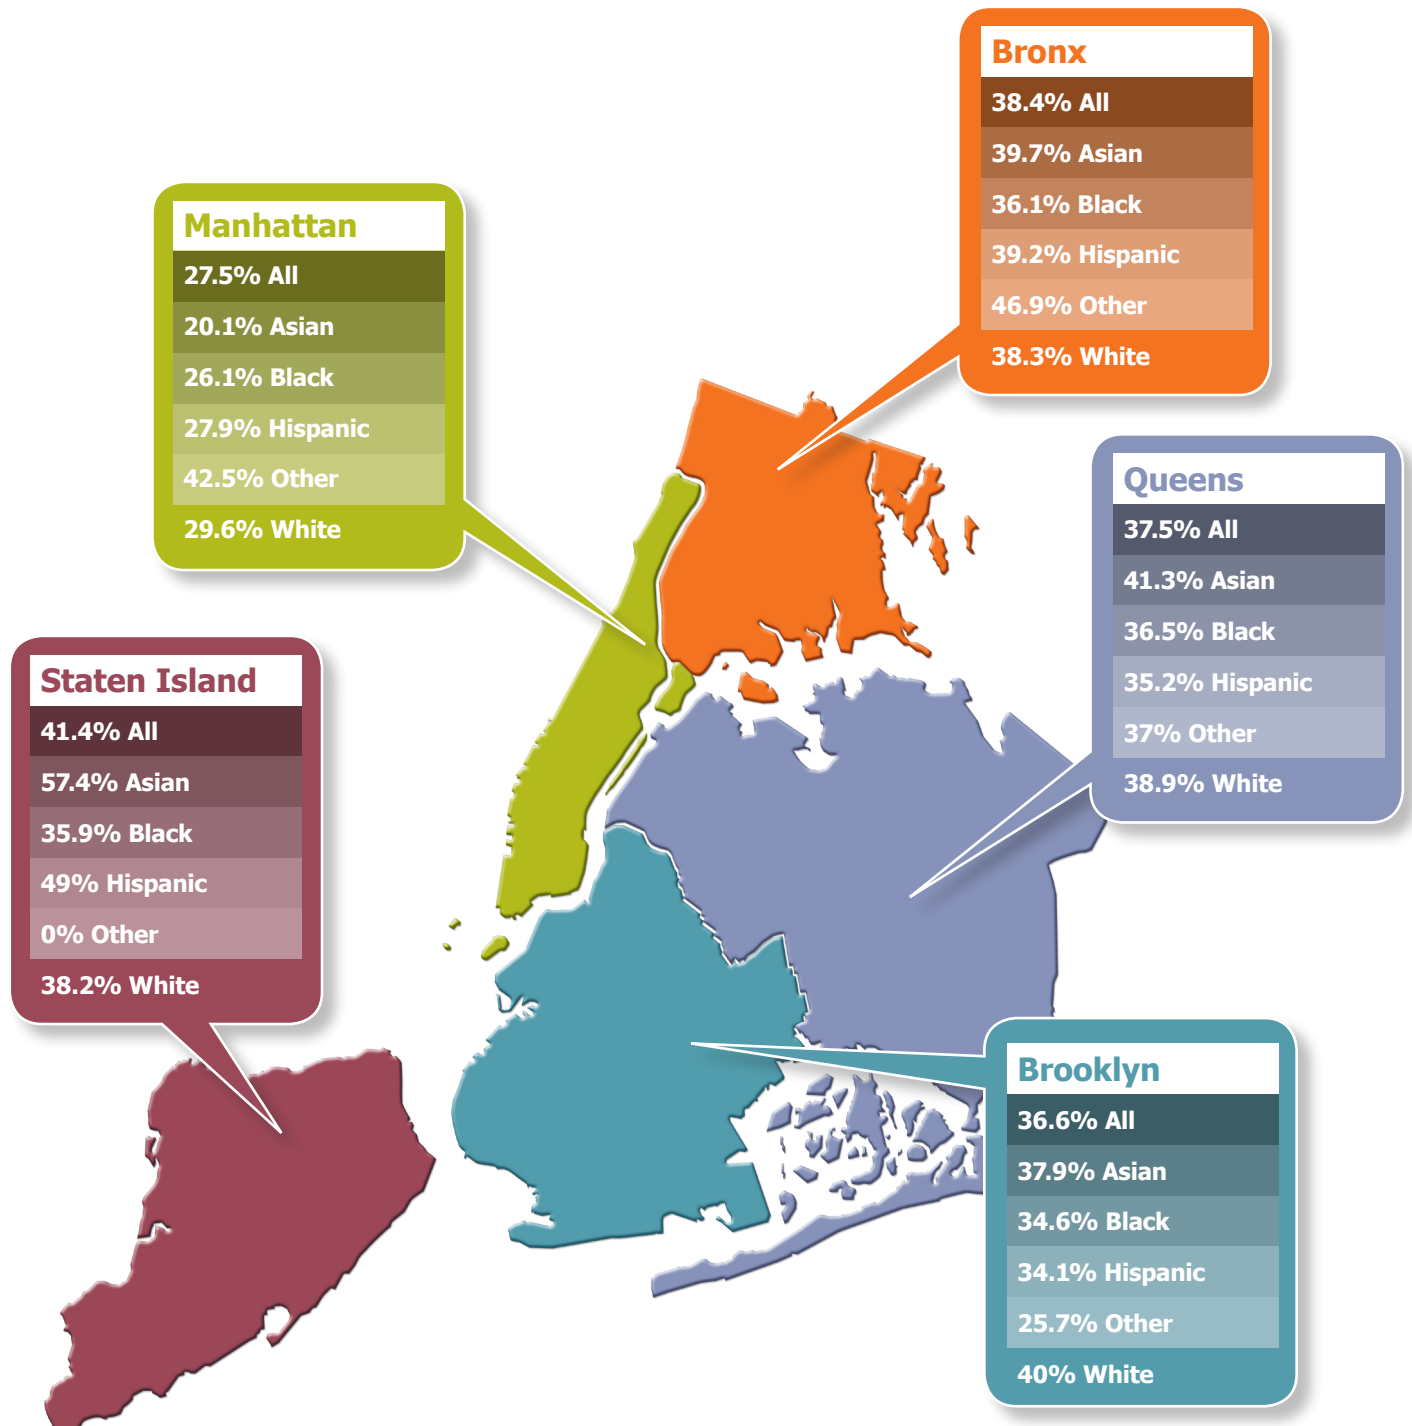 Bronx
38.4% All
39.7% Asian
36.1% Black
39.2% Hispanic
46.9% Other
38.3% White
Manhattan
27.5% All
20.1% Asian
26.1% Black
27.9% Hispanic
42.5% Other
29.6% White
Queens
37.5% All
41.3% Asian
36.5% Black
35.2% Hispanic
37% Other
38.9% White
Staten Island
41.4% All
57.4% Asian
35.9% Black
49% Hispanic
0% Other
38.2% White
Brooklyn
36.6% All
37.9% Asian
34.6% Black
34.1% Hispanic
25.7% Other
40% White